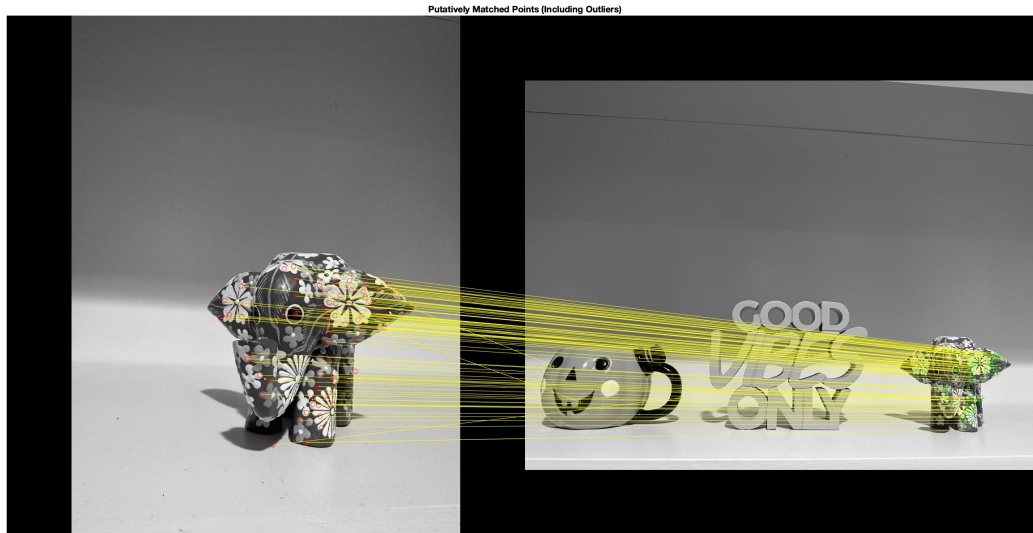 Putatively Matched Points (Including Outliers)
GOOD
VIBES
ONLY